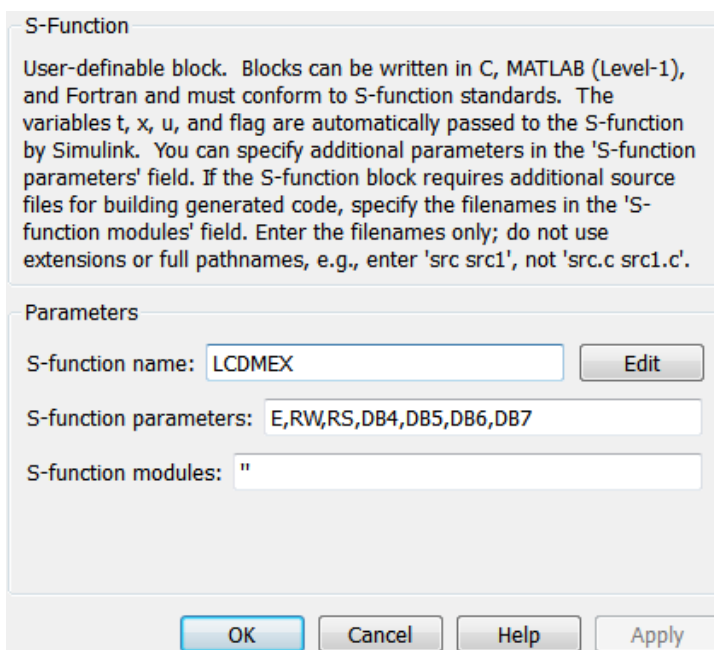 S-Function
User-definable block.  Blocks can be written in C, MATLAB (Level-1),
and Fortran and must conform to S-function standards.  The
variables t, x, u, and flag are automatically passed to the S-function
by Simulink.  You can specify additional parameters in the 'S-function
parameters' field. If the S-function block requires additional source
files for building generated code, specify the filenames in the 'S-
function modules' field. Enter the filenames only; do not use
extensions or full pathnames, e.g., enter 'src src1', not 'src.c src1.c'.
Parameters
S-function name: LCDMEX Edit
S-function parameters: E,RW,RS,DB4,DB5,DB6,DB7
S-function modules: ''
OK Cancel Help Apply